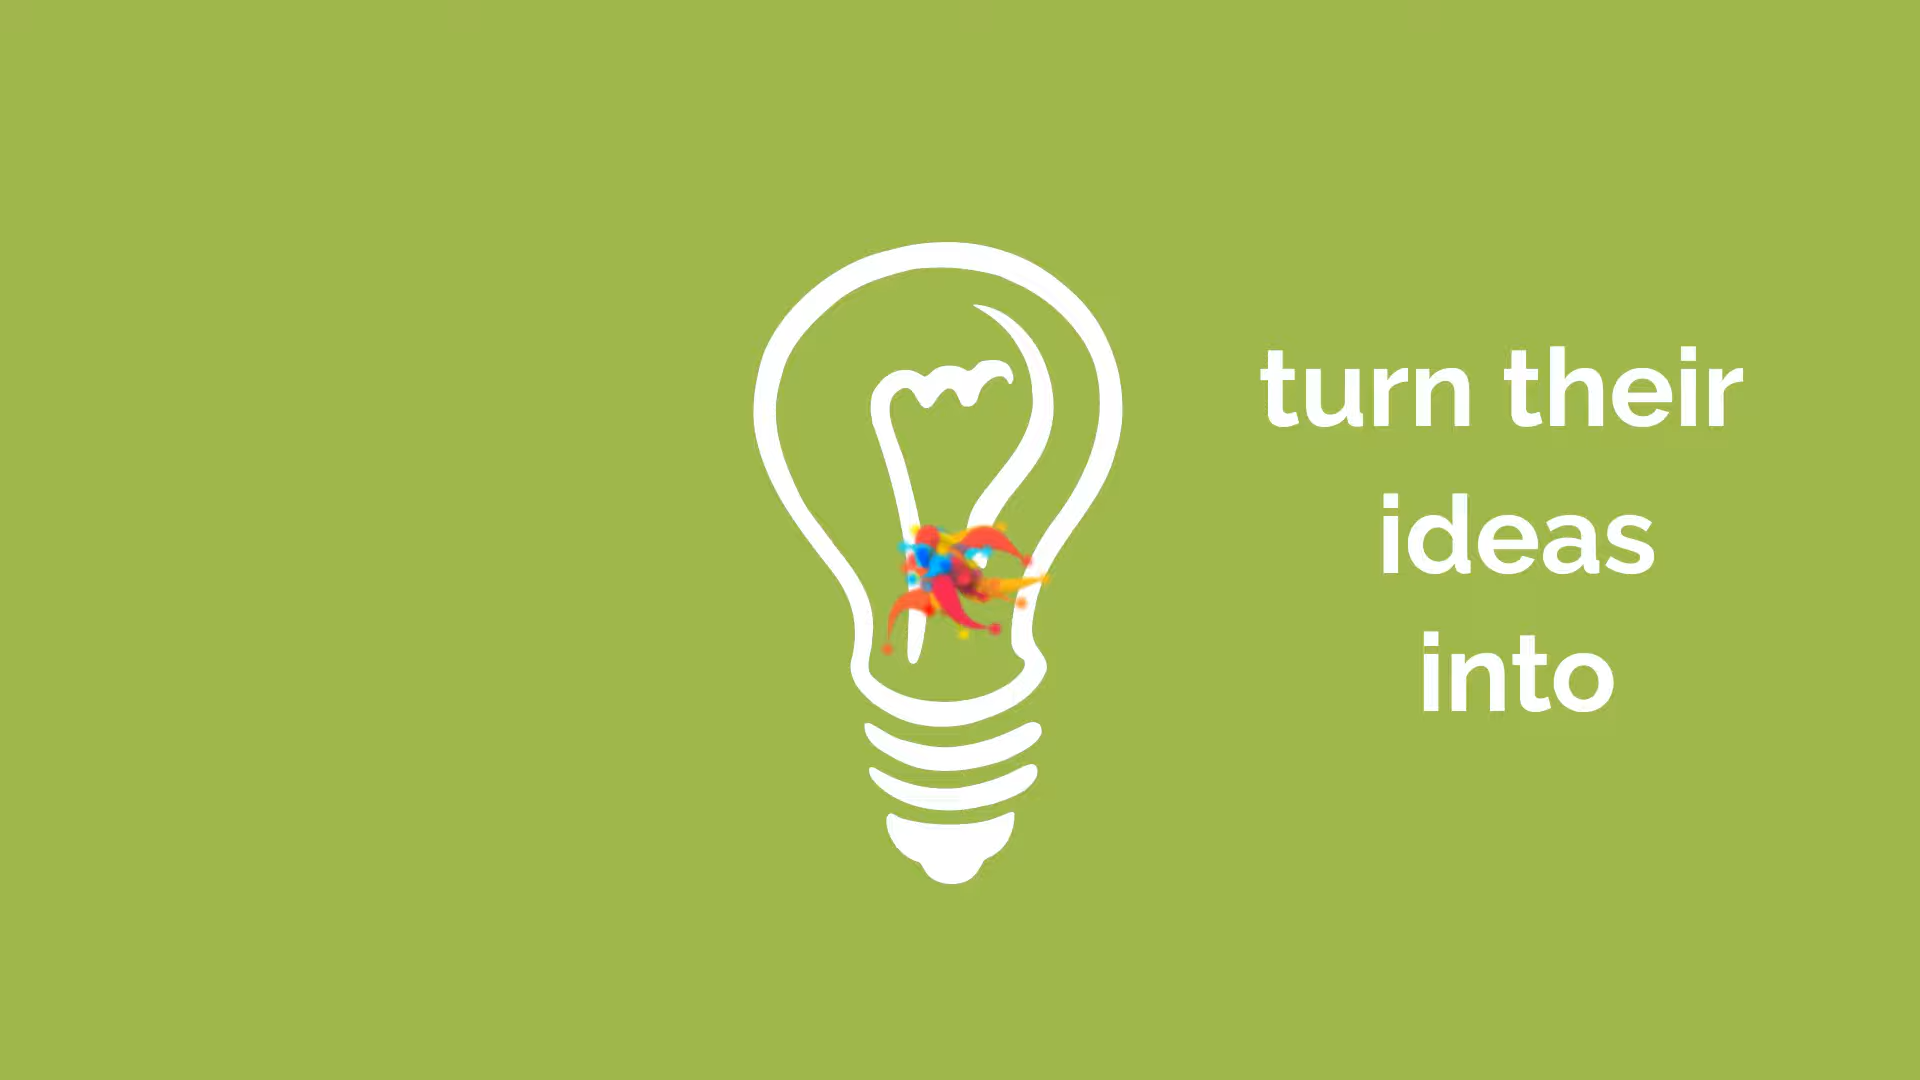 turn their
ideas
into